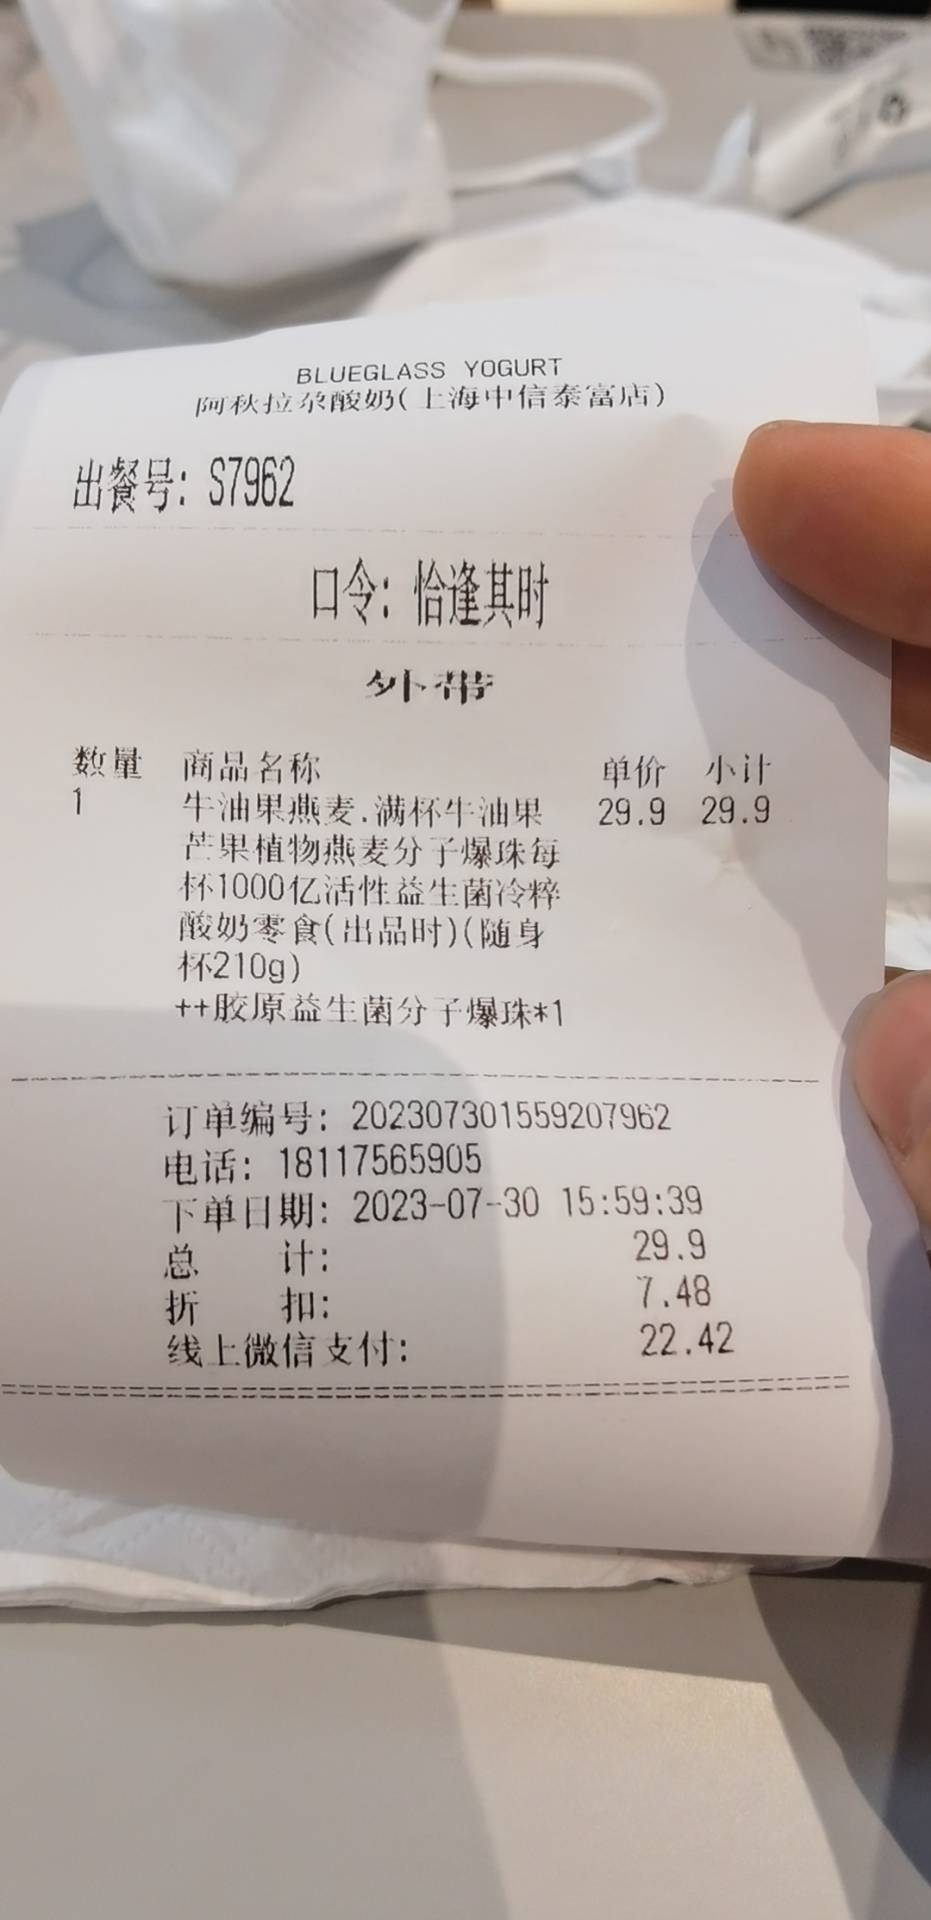 BLUEGLASS YOGURT
阿秋拉尕酸奶(上海中信泰富店)
出餐号: S7962
口令: 恰逢其时
外带
数量 商品名称 单价 小计
1 牛油果燕麦.满杯牛油果 29.9 29.9
芒果植物燕麦分子爆珠每
杯1000亿活性益生菌冷粹
酸奶零食(出品时)(随身
杯210g)
++胶原益生菌分子爆珠*1
订单编号: 202307301559207962
电话: 18117565905
下单日期: 2023-07-30 15:59:39
总 计: 29.9
折 扣: 7.48
线上微信支付: 22.42